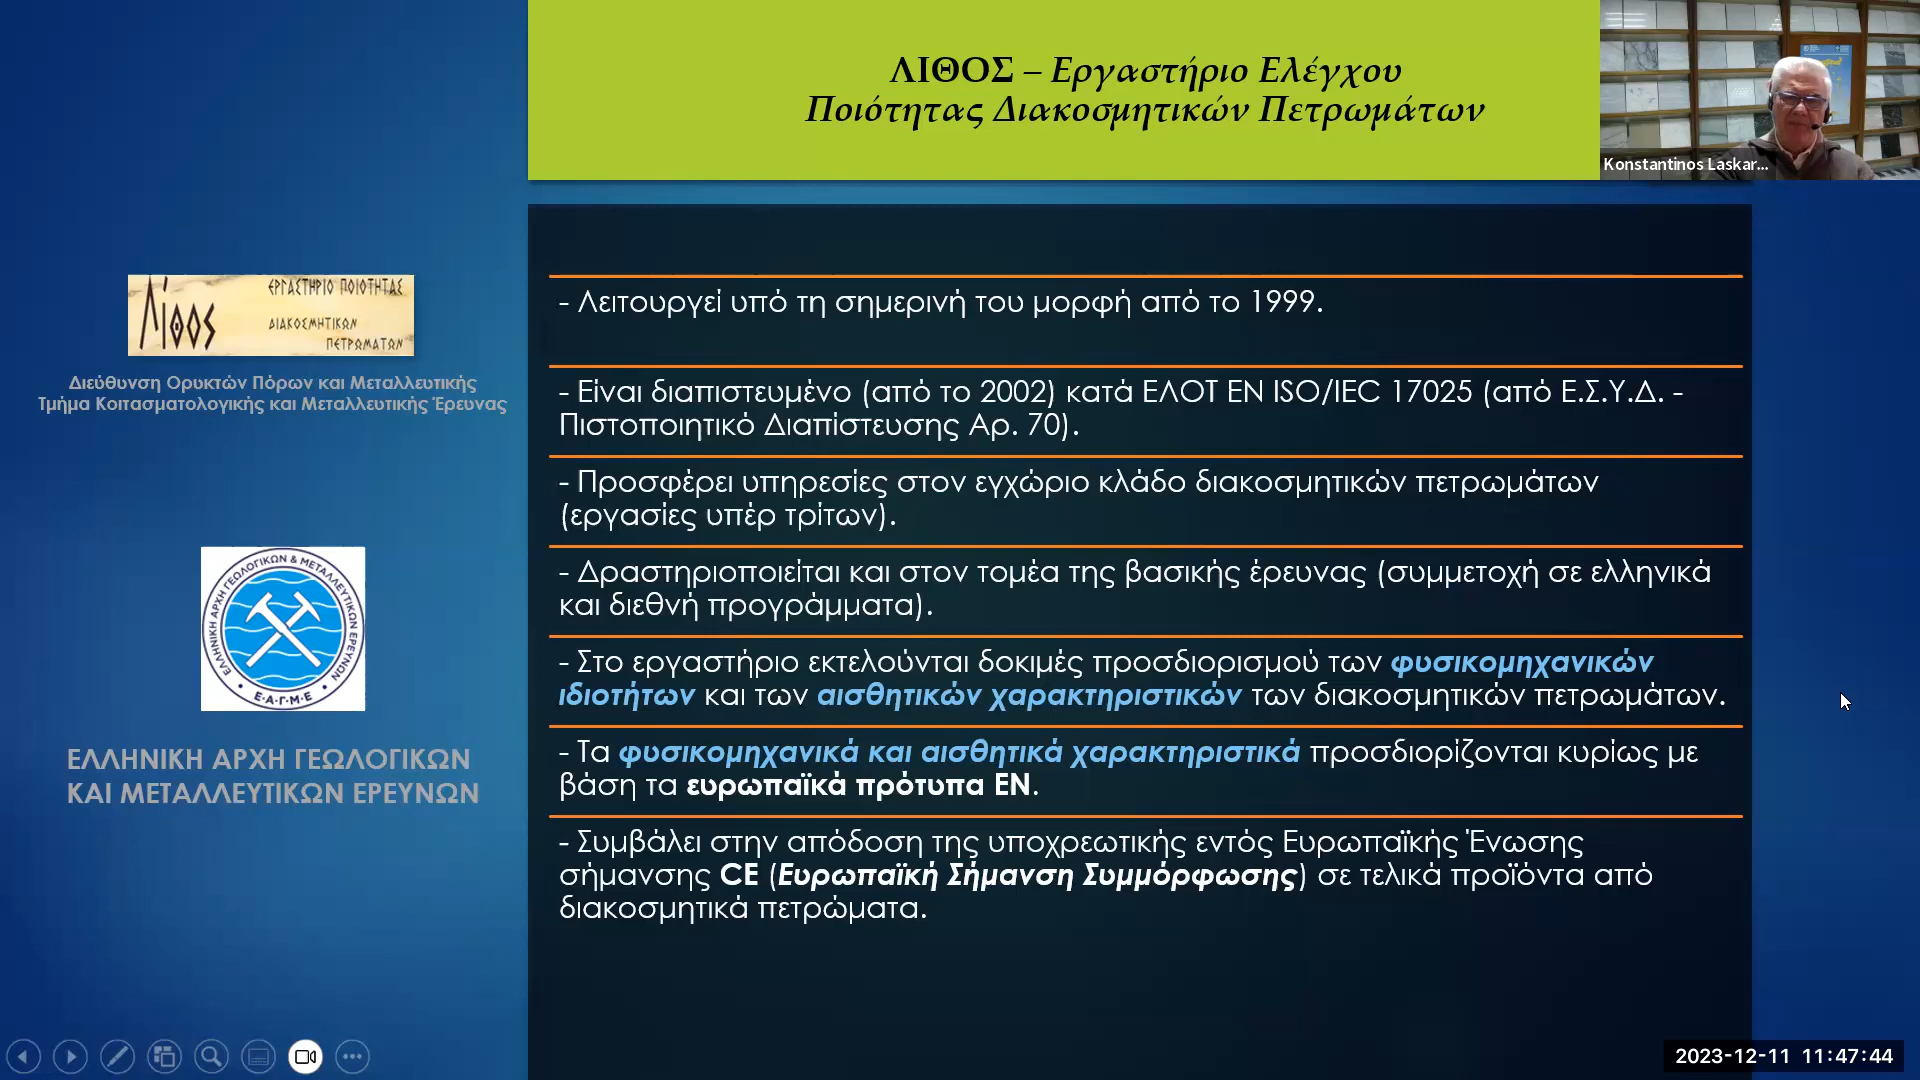 ΛΙΘΟΣ – Εργαστήριο Ελέγχου
Ποιότητας Διακοσμητικών Πετρωμάτων
Konstantinos Laskar...
Λίθος
ΕΡΓΑΣΤΗΡΙΟ ΠΟΙΟΤΗΤΑΣ
ΔΙΑΚΟΣΜΗΤΙΚΩΝ
ΠΕΤΡΩΜΑΤΩΝ
Διεύθυνση Ορυκτών Πόρων και Μεταλλευτικής
Τμήμα Κοιτασματολογικής και Μεταλλευτικής Έρευνας
ΕΛΛΗΝΙΚΗ ΑΡΧΗ ΓΕΩΛΟΓΙΚΩΝ & ΜΕΤΑΛΛΕΥΤΙΚΩΝ ΕΡΕΥΝΩΝ
Ε·Α·Γ·Μ·Ε
ΕΛΛΗΝΙΚΗ ΑΡΧΗ ΓΕΩΛΟΓΙΚΩΝ
ΚΑΙ ΜΕΤΑΛΛΕΥΤΙΚΩΝ ΕΡΕΥΝΩΝ
- Λειτουργεί υπό τη σημερινή του μορφή από το 1999.
- Είναι διαπιστευμένο (από το 2002) κατά ΕΛΟΤ EN ISO/IEC 17025 (από Ε.Σ.Υ.Δ. -
Πιστοποιητικό Διαπίστευσης Αρ. 70).
- Προσφέρει υπηρεσίες στον εγχώριο κλάδο διακοσμητικών πετρωμάτων
(εργασίες υπέρ τρίτων).
- Δραστηριοποιείται και στον τομέα της βασικής έρευνας (συμμετοχή σε ελληνικά
και διεθνή προγράμματα).
- Στο εργαστήριο εκτελούνται δοκιμές προσδιορισμού των φυσικομηχανικών
ιδιοτήτων και των αισθητικών χαρακτηριστικών των διακοσμητικών πετρωμάτων.
- Τα φυσικομηχανικά και αισθητικά χαρακτηριστικά προσδιορίζονται κυρίως με
βάση τα ευρωπαϊκά πρότυπα EN.
- Συμβάλει στην απόδοση της υποχρεωτικής εντός Ευρωπαϊκής Ένωσης
σήμανσης CE (Ευρωπαϊκή Σήμανση Συμμόρφωσης) σε τελικά προϊόντα από
διακοσμητικά πετρώματα.
2023-12-11 11:47:44